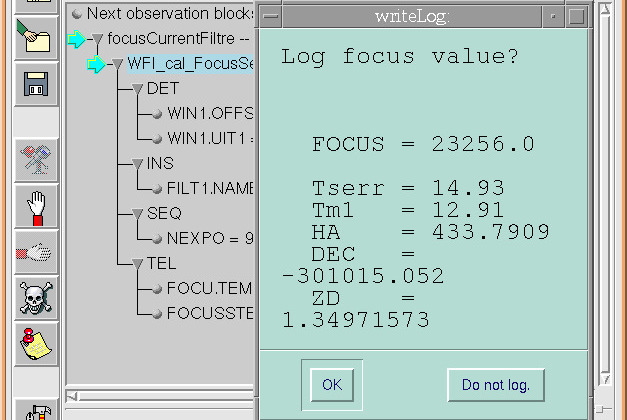 Next observation blocks
focusCurrentFiltre --
WFI_cal_FocusSe
DET
WIN1.OFFS
WIN1.UIT1 =
INS
FILT1.NAME
SEQ
NEXPO = 9
TEL
FOCU.TEM
FOCUSSTE
writeLog:
Log focus value?
FOCUS = 23256.0
Tserr = 14.93
Tm1 = 12.91
HA = 433.7909
DEC =
-301015.052
ZD =
1.34971573
OK
Do not log.